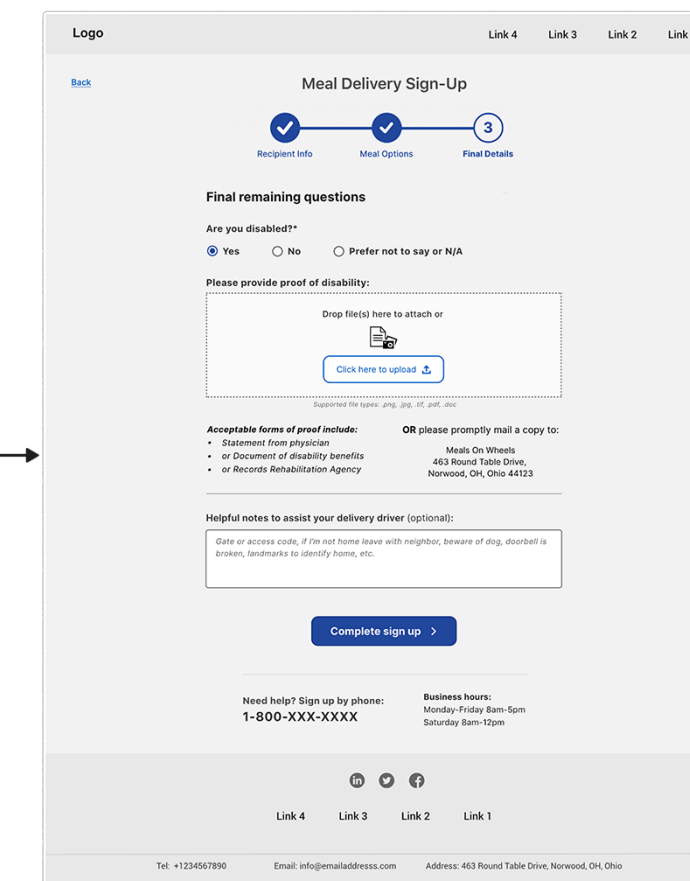 Logo
Link 4 Link 3 Link 2 Link
Back
Meal Delivery Sign-Up
3
Recipient Info Meal Options Final Details
Final remaining questions
Are you disabled?*
Yes No Prefer not to say or N/A
Please provide proof of disability:
Drop file(s) here to attach or
Click here to upload
Supported file types: .png, .jpg, .tif, .pdf, .doc
Acceptable forms of proof include:
• Statement from physician
• or Document of disability benefits
• or Records Rehabilitation Agency
OR please promptly mail a copy to:
Meals On Wheels
463 Round Table Drive,
Norwood, OH, Ohio 44123
Helpful notes to assist your delivery driver (optional):
Gate or access code, if I'm not home leave with neighbor, beware of dog, doorbell is
broken, landmarks to identify home, etc.
Complete sign up >
Need help? Sign up by phone:
1-800-XXX-XXXX
Business hours:
Monday-Friday 8am-5pm
Saturday 8am-12pm
in
Link 4 Link 3 Link 2 Link 1
Tel: +1234567890 Email: info@emailaddresss.com Address: 463 Round Table Drive, Norwood, OH, Ohio